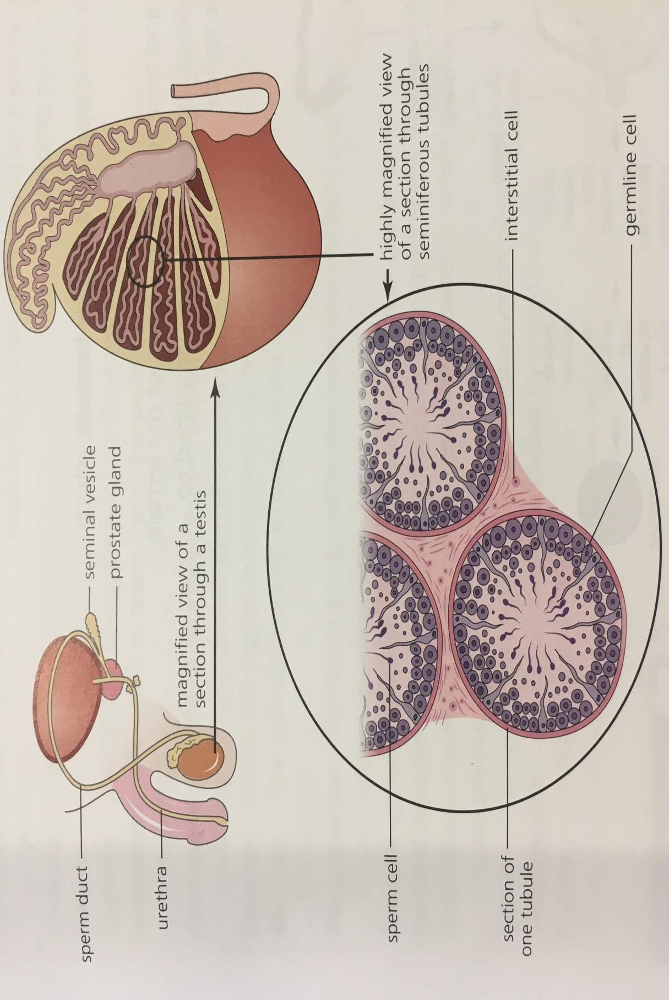 sperm duct
seminal vesicle
prostate gland
urethra
magnified view of a
section through a testis
highly magnified view
of a section through
seminiferous tubules
sperm cell
interstitial cell
section of
one tubule
germline cell